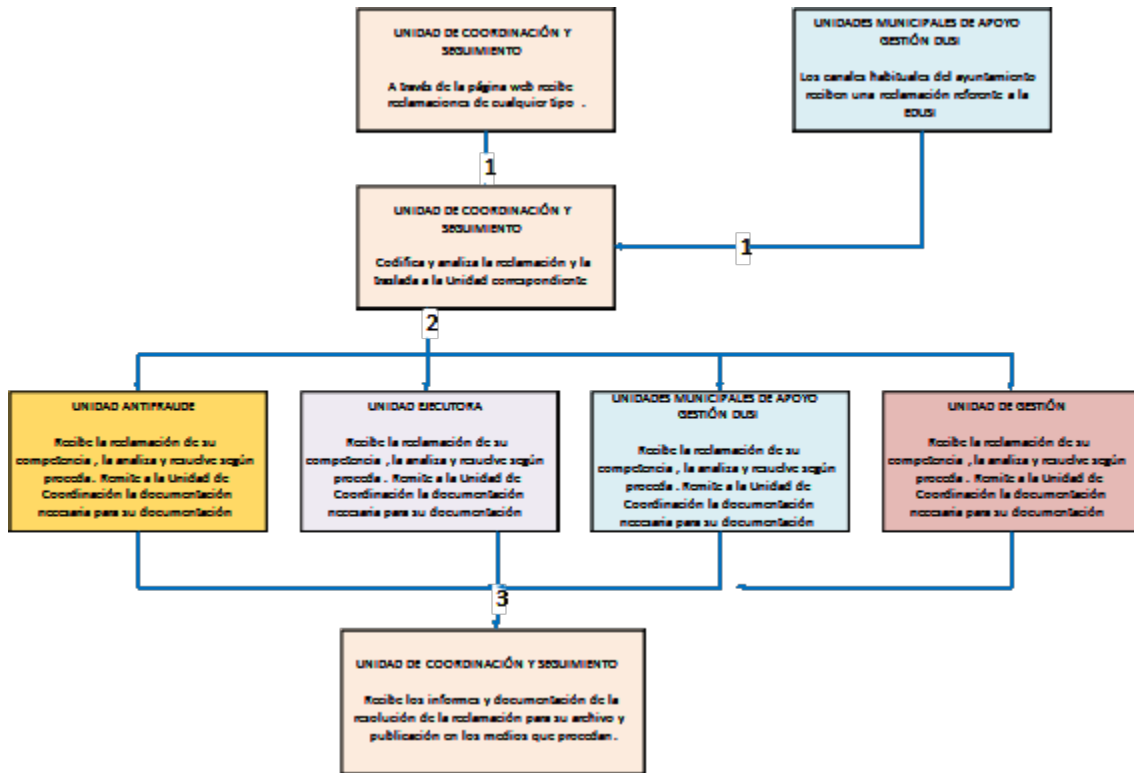 UNIDAD DE COORDINACIÓN Y
SEGUIMIENTO
A través de la página web recibe
reclamaciones de cualquier tipo .
UNIDADES MUNICIPALES DE APOYO
GESTIÓN DUSI
Los canales habituales del ayuntamiento
reciben una reclamación referente a la
EDUSI
1
UNIDAD DE COORDINACIÓN Y
SEGUIMIENTO
Codifica y analiza la reclamación y la
traslada a la Unidad correspondiente
1
2
UNIDAD ANTIFRAUDE
Recibe la reclamación de su
competencia , la analiza y resuelve según
proceda . Remite a la Unidad de
Coordinación la documentación
necesaria para su documentación
UNIDAD EJECUTORA
Recibe la reclamación de su
competencia , la analiza y resuelve según
proceda . Remite a la Unidad de
Coordinación la documentación
necesaria para su documentación
UNIDADES MUNICIPALES DE APOYO
GESTIÓN DUSI
Recibe la reclamación de su
competencia , la analiza y resuelve según
proceda . Remite a la Unidad de
Coordinación la documentación
necesaria para su documentación
UNIDAD DE GESTIÓN
Recibe la reclamación de su
competencia , la analiza y resuelve según
proceda . Remite a la Unidad de
Coordinación la documentación
necesaria para su documentación
3
UNIDAD DE COORDINACIÓN Y SEGUIMIENTO
Recibe los informes y documentación de la
resolución de la reclamación para su archivo y
publicación en los medios que procedan .